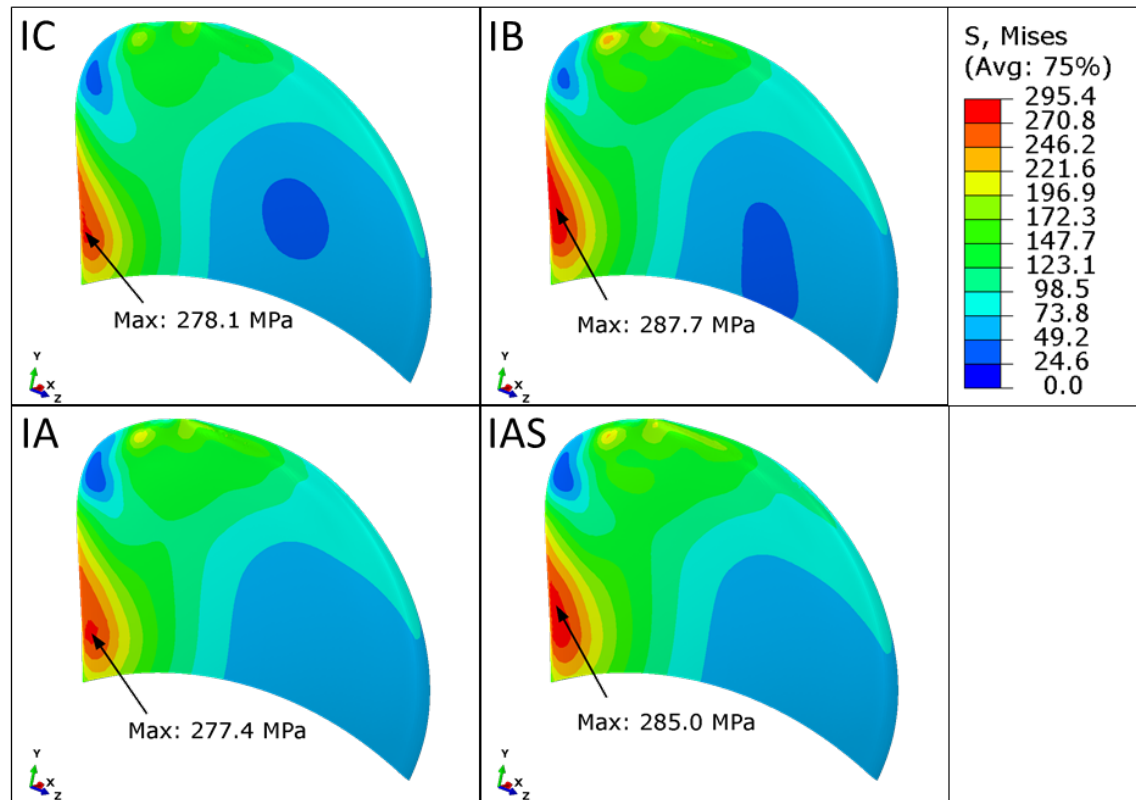 IC
Max: 278.1 MPa
Y
X
Z
IB
Max: 287.7 MPa
Y
X
Z
S, Mises
(Avg: 75%)
295.4
270.8
246.2
221.6
196.9
172.3
147.7
123.1
98.5
73.8
49.2
24.6
0.0
IA
Max: 277.4 MPa
Y
X
Z
IAS
Max: 285.0 MPa
Y
X
Z